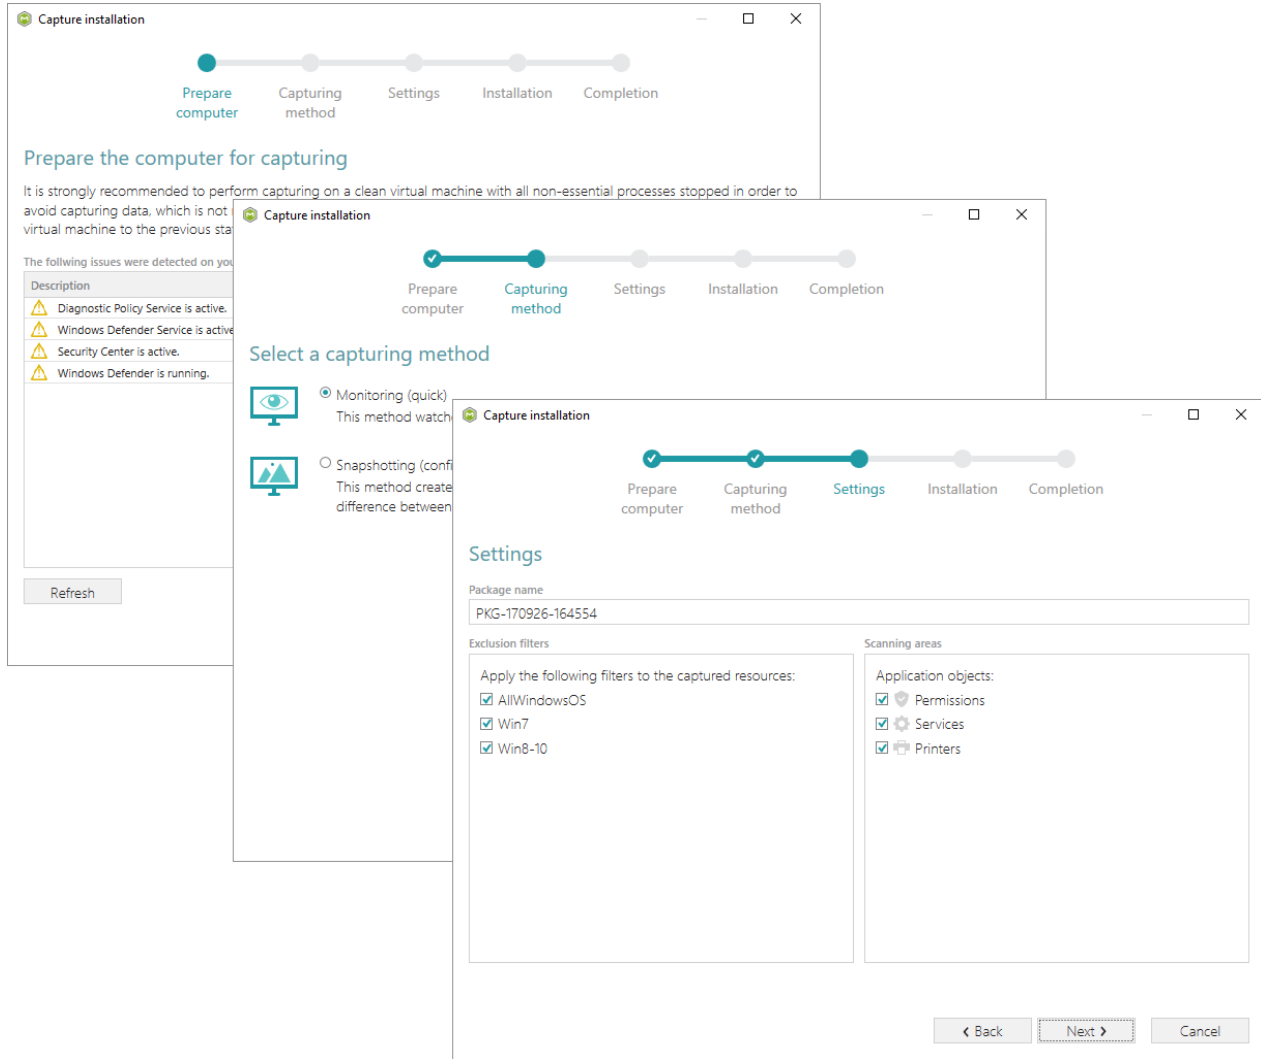 Capture installation
Prepare computer
Capturing method
Settings
Installation
Completion
Prepare the computer for capturing
It is strongly recommended to perform capturing on a clean virtual machine with all non-essential processes stopped in order to
avoid capturing data, which is not
virtual machine to the previous
The follwing issues were detected on
Description
Diagnostic Policy Service is active.
Windows Defender Service is active
Security Center is active.
Windows Defender is running.
Refresh
Capture installation
Prepare computer
Capturing method
Settings
Installation
Completion
Select a capturing method
Monitoring (quick)
This method
Snapshotting
This method
difference between
Capture installation
Prepare computer
Capturing method
Settings
Installation
Completion
Settings
Package name
PKG-170926-164554
Exclusion filters
Scanning areas
Apply the following filters to the captured resources:
AllWindowsOS
Win7
Win8-10
Application objects:
Permissions
Services
Printers
Back
Next
Cancel